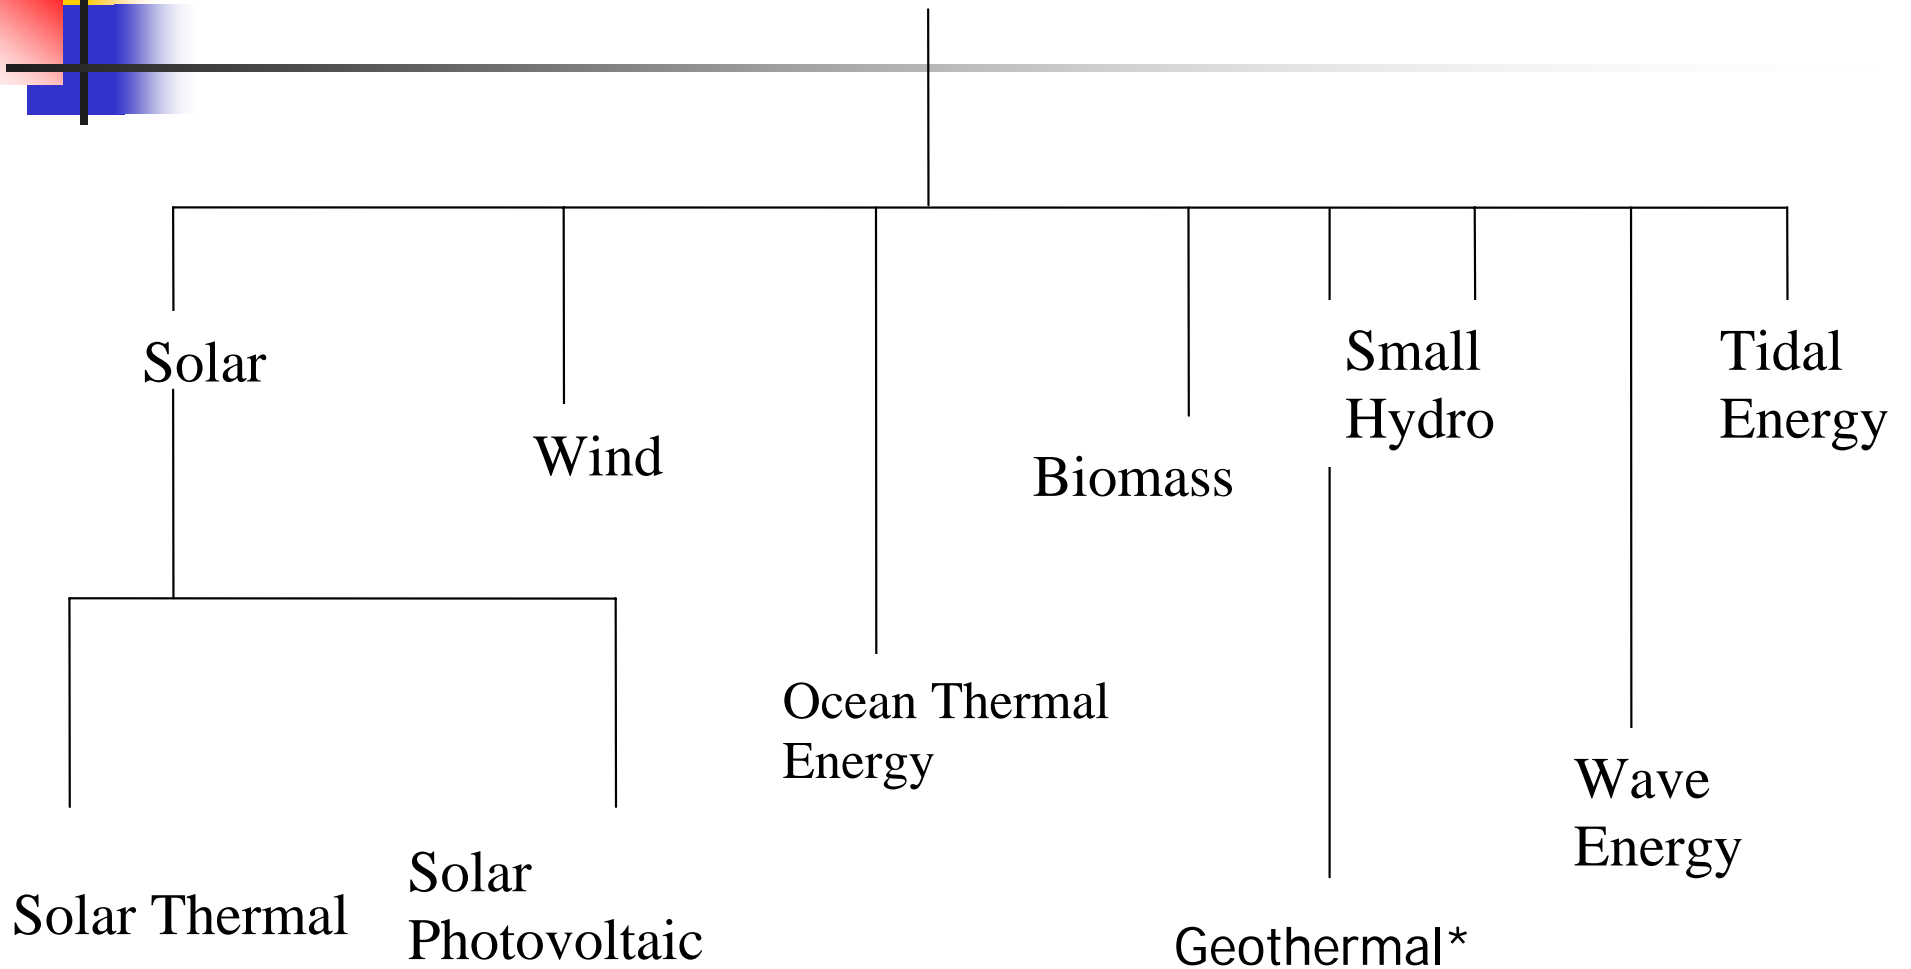 Solar
Wind
Biomass
Small
Hydro
Tidal
Energy
Ocean Thermal
Energy
Wave
Energy
Solar Thermal
Solar
Photovoltaic
Geothermal*